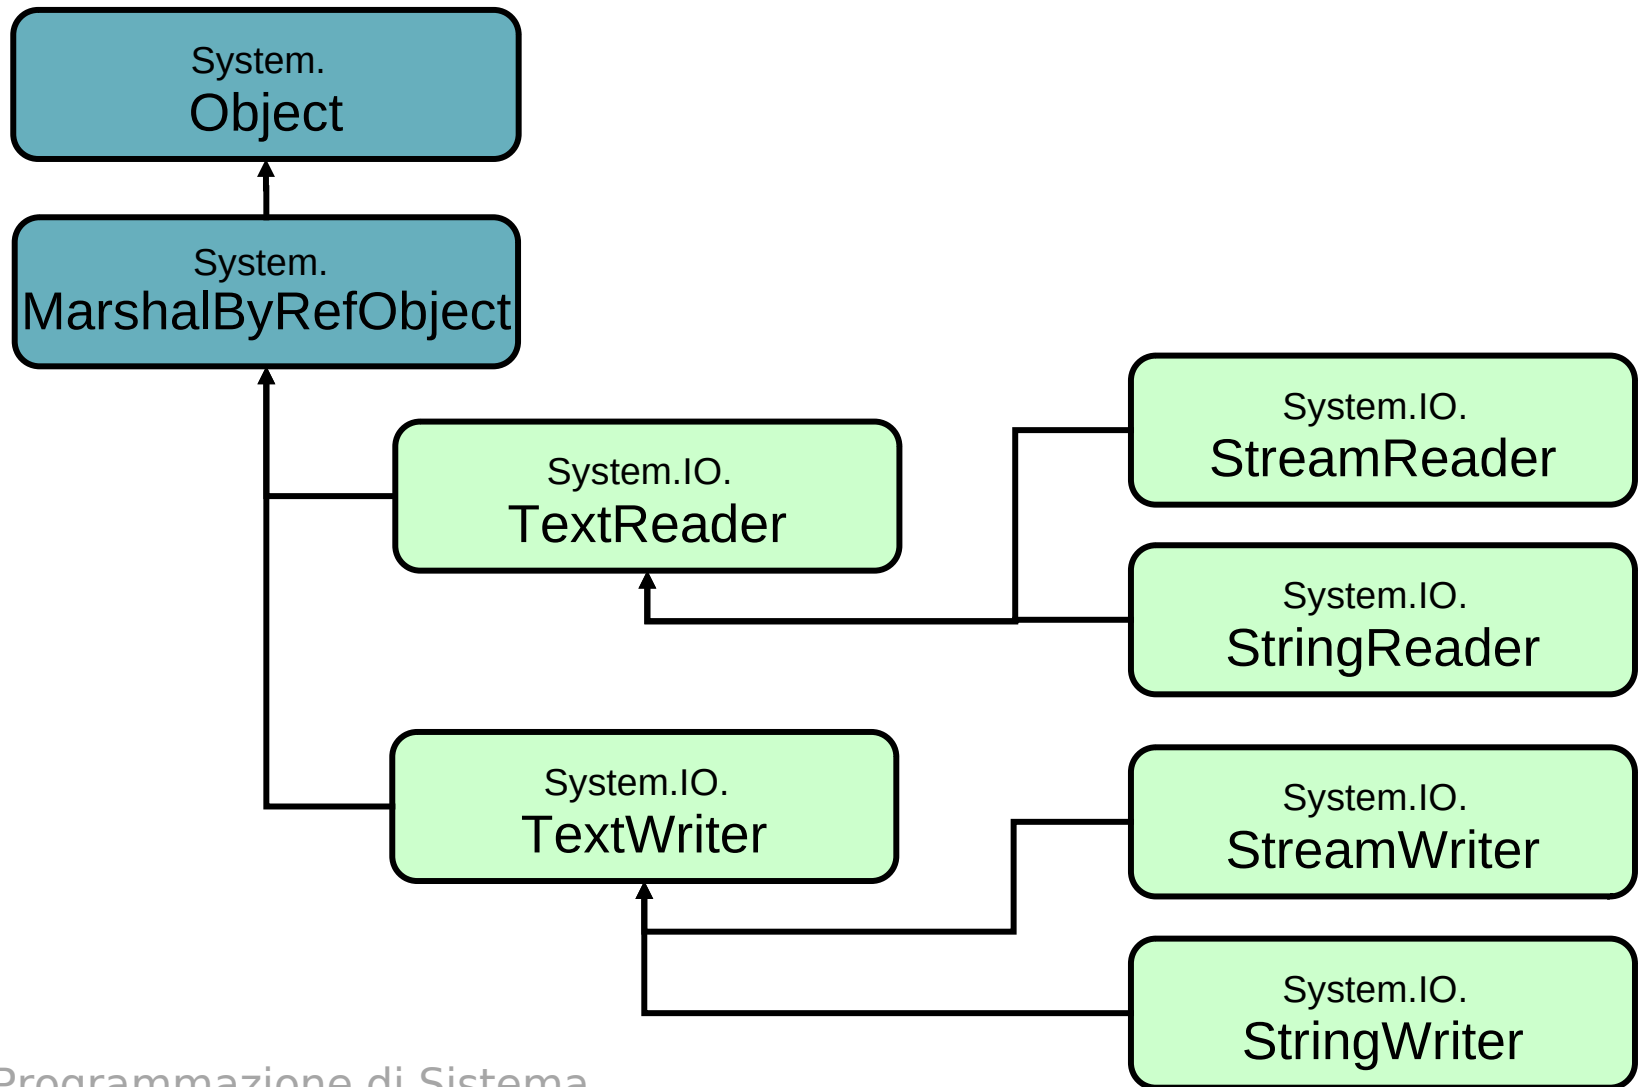 System.
Object
System.
MarshalByRefObject
System.IO.
StreamReader
System.IO.
TextReader
System.IO.
StringReader
System.IO.
TextWriter
System.IO.
StreamWriter
System.IO.
StringWriter
Programmazione di Sistema